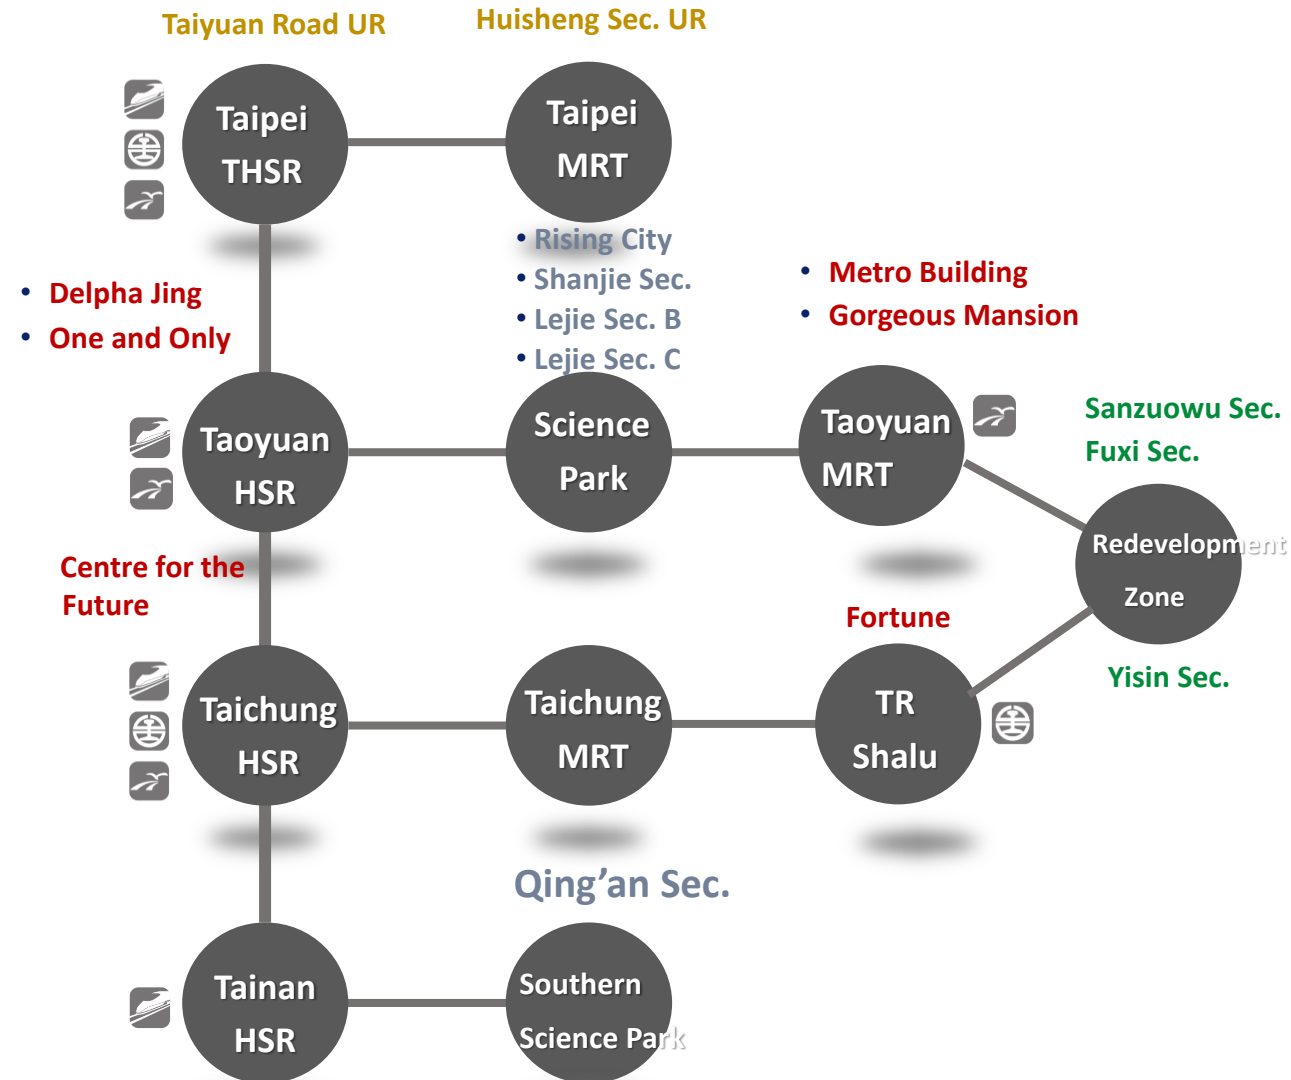 Taiyuan Road UR
Huisheng Sec. UR
Taipei
THSR
Taipei
MRT
• Rising City
• Shanjie Sec.
• Lejie Sec. B
• Lejie Sec. C
• Delpha Jing
• One and Only
• Metro Building
• Gorgeous Mansion
Taoyuan
HSR
Science
Park
Taoyuan
MRT
Sanzuowu Sec.
Fuxi Sec.
Redevelopment
Zone
Yisin Sec.
Centre for the
Future
Fortune
Taichung
HSR
Taichung
MRT
TR
Shalu
Qing’an Sec.
Tainan
HSR
Southern
Science Park